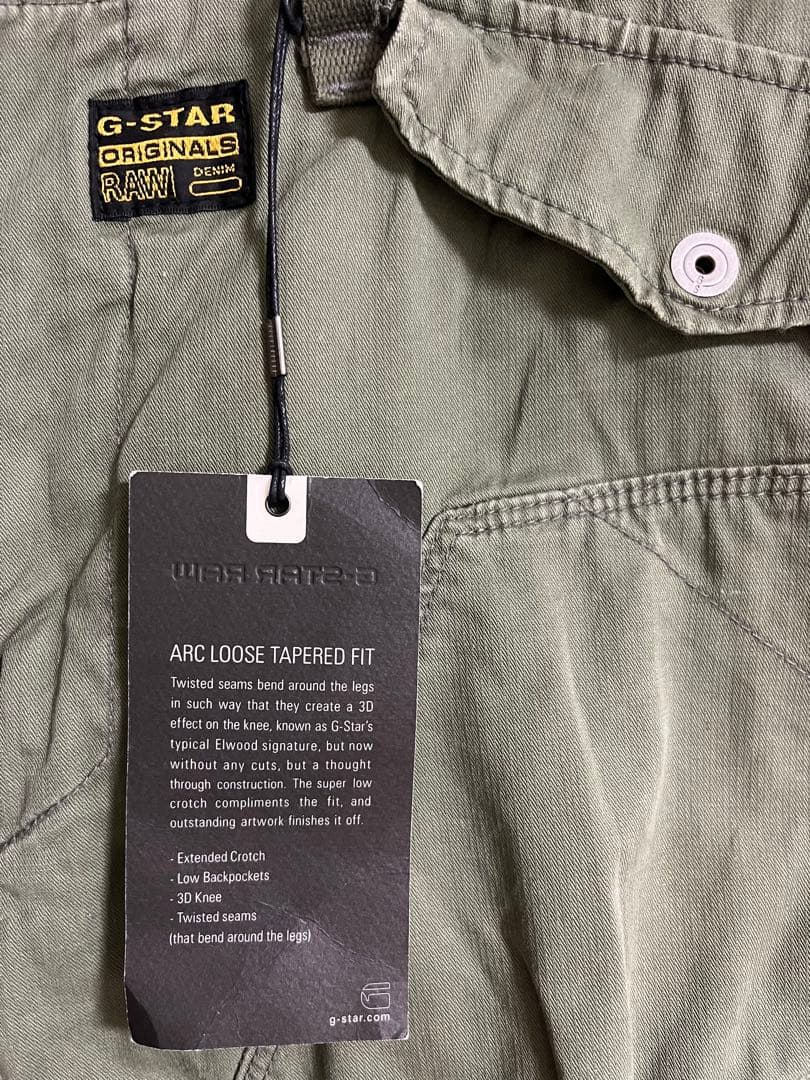 G-STAR
ORIGINALS
RAW DENIM
GS
G-STAR RAW
ARC LOOSE TAPERED FIT
Twisted seams bend around the legs
in such way that they create a 3D
effect on the knee, known as G-Star's
typical Elwood signature, but now
without any cuts, but a thought
through construction. The super low
crotch compliments the fit, and
outstanding artwork finishes it off.
- Extended Crotch
- Low Backpockets
- 3D Knee
- Twisted seams
(that bend around the legs)
g-star.com